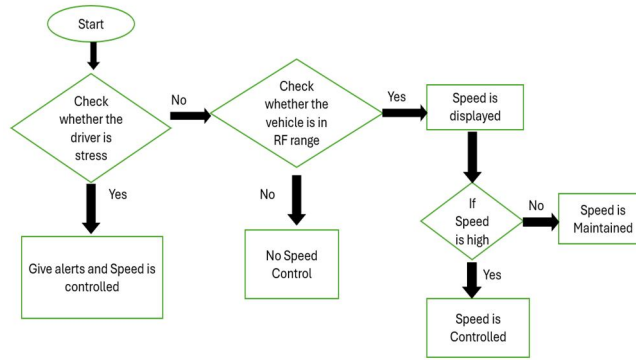 Start
Check
whether the
driver is
stress
No
Check
whether the
vehicle is in
RF range
Yes
Speed is
displayed
Yes
No
If
Speed
is high
No
Speed is
Maintained
Give alerts and Speed is
controlled
No Speed
Control
Yes
Speed is
Controlled